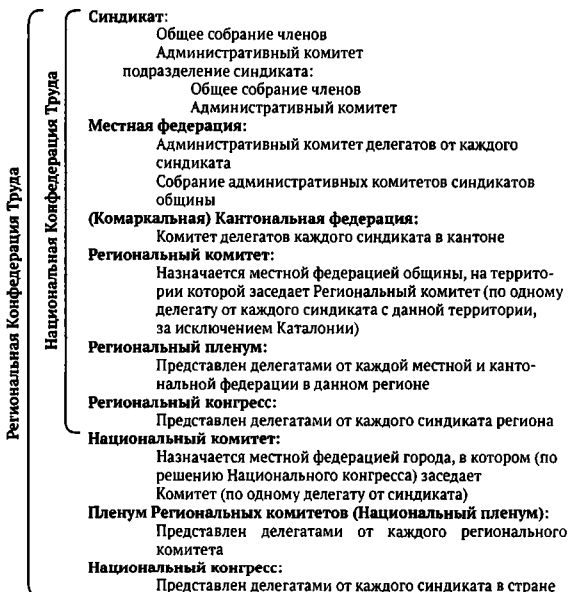 Региональная Конфедерация Труда
Национальная Конфедерация Труда
Синдикат:
Общее собрание членов
Административный комитет
подразделение синдиката:
Общее собрание членов
Административный комитет
Местная федерация:
Административный комитет делегатов от каждого
синдиката
Собрание административных комитетов синдикатов
общины
(Комаркальная) Кантональная федерация:
Комитет делегатов каждого синдиката в кантоне
Региональный комитет:
Назначается местной федерацией общины, на террито-
рии которой заседает Региональный комитет (по одному
делегату от каждого синдиката с данной территории,
за исключением Каталонии)
Региональный пленум:
Представлен делегатами от каждой местной и канто-
нальной федерации в данном регионе
Региональный конгресс:
Представлен делегатами от каждого синдиката региона
Национальный комитет:
Назначается местной федерацией города, в котором (по
решению Национального конгресса) заседает
Комитет (по одному делегату от синдиката)
Пленум Региональных комитетов (Национальный пленум):
Представлен делегатами от каждого регионального
комитета
Национальный конгресс:
Представлен делегатами от каждого синдиката в стране